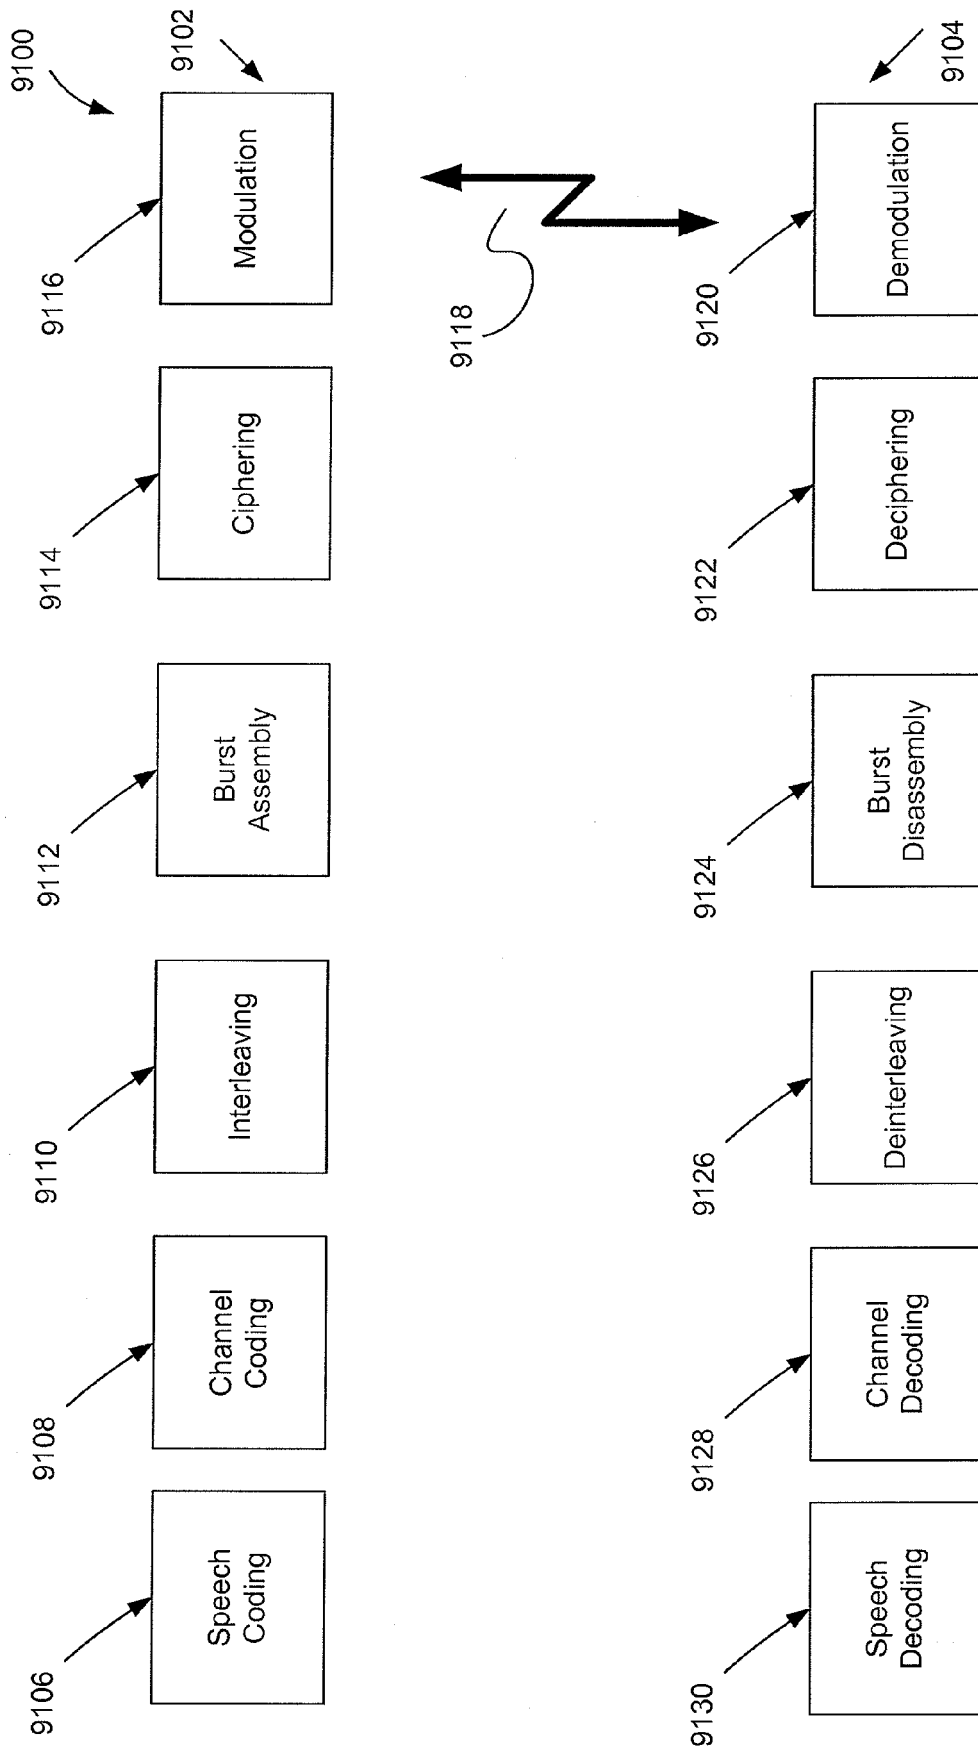 9100
9102
9106
9108
9110
9112
9114
9116
Speech
Coding
Channel
Coding
Interleaving
Burst
Assembly
Ciphering
Modulation
9118
9130
9128
9126
9124
9122
9120
9104
Speech
Decoding
Channel
Decoding
Deinterleaving
Burst
Disassembly
Deciphering
Demodulation